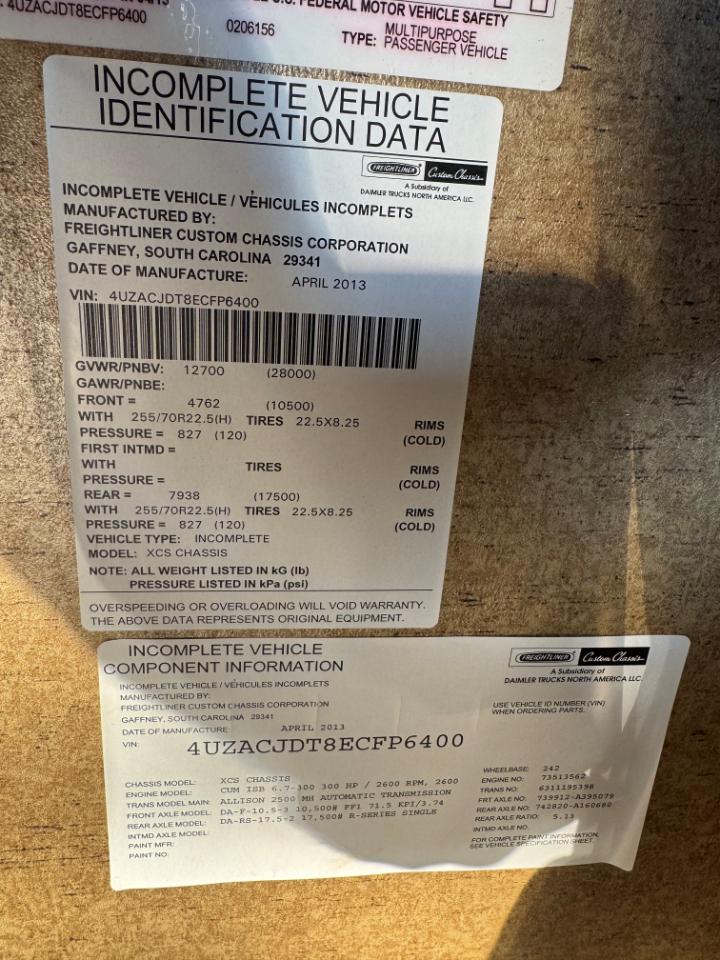 4UZACJDT8ECFP6400
U.S. FEDERAL MOTOR VEHICLE SAFETY
0206156
TYPE: MULTIPURPOSE
PASSENGER VEHICLE
INCOMPLETE VEHICLE
IDENTIFICATION DATA
FREIGHTLINER Custom Chassis
A Subsidiary of
DAIMLER TRUCKS NORTH AMERICA LLC.
INCOMPLETE VEHICLE / VÉHICULES INCOMPLETS
MANUFACTURED BY:
FREIGHTLINER CUSTOM CHASSIS CORPORATION
GAFFNEY, SOUTH CAROLINA 29341
DATE OF MANUFACTURE: APRIL 2013
VIN: 4UZACJDT8ECFP6400
GVWR/PNBV: 12700 (28000)
GAWR/PNBE:
FRONT = 4762 (10500)
WITH 255/70R22.5(H) TIRES 22.5X8.25 RIMS
PRESSURE = 827 (120) (COLD)
FIRST INTMD =
WITH TIRES RIMS
PRESSURE = (COLD)
REAR = 7938 (17500)
WITH 255/70R22.5(H) TIRES 22.5X8.25 RIMS
PRESSURE = 827 (120) (COLD)
VEHICLE TYPE: INCOMPLETE
MODEL: XCS CHASSIS
NOTE: ALL WEIGHT LISTED IN kG (lb)
PRESSURE LISTED IN kPa (psi)
OVERSPEEDING OR OVERLOADING WILL VOID WARRANTY.
THE ABOVE DATA REPRESENTS ORIGINAL EQUIPMENT.
INCOMPLETE VEHICLE
COMPONENT INFORMATION
FREIGHTLINER Custom Chassis
A Subsidiary of
DAIMLER TRUCKS NORTH AMERICA LLC.
INCOMPLETE VEHICLE / VÉHICULES INCOMPLETS
MANUFACTURED BY:
FREIGHTLINER CUSTOM CHASSIS CORPORATION
GAFFNEY, SOUTH CAROLINA 29341
DATE OF MANUFACTURE APRIL 2013
USE VEHICLE ID NUMBER (VIN)
WHEN ORDERING PARTS.
VIN: 4UZACJDT8ECFP6400
CHASSIS MODEL: XCS CHASSIS
ENGINE MODEL: CUM ISB 6.7-300 300 HP / 2600 RPM, 2600
TRANS MODEL MAIN: ALLISON 2500 MH AUTOMATIC TRANSMISSION
FRONT AXLE MODEL: DA-F-10.5-3 10,500# FF1 71.5 KPI/3.74
REAR AXLE MODEL: DA-RS-17.5-2 17,500# R-SERIES SINGLE
INTMD AXLE MODEL:
PAINT MFR:
PAINT NO:
WHEELBASE: 242
ENGINE NO: 73513562
TRANS NO: 6311195398
FRT AXLE NO: 739912-A395079
REAR AXLE NO: 742820-A160680
REAR AXLE RATIO: 5.13
INTMD AXLE NO:
FOR COMPLETE PAINT INFORMATION,
SEE VEHICLE SPECIFICATION SHEET.